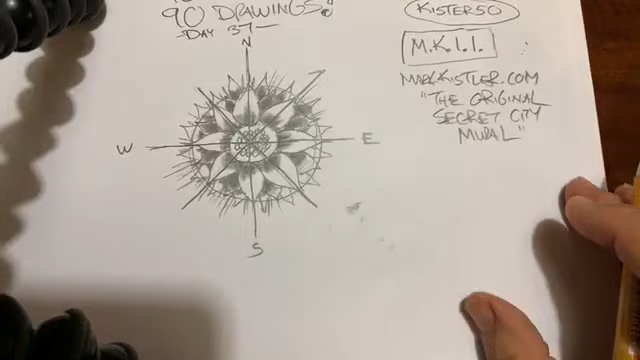 90 DRAWINGS!
DAY 37
N
W
E
S
KISTER50
M.K.I.I.
MARKKISTLER.COM
"THE ORIGINAL
SECRET CITY
MURAL"